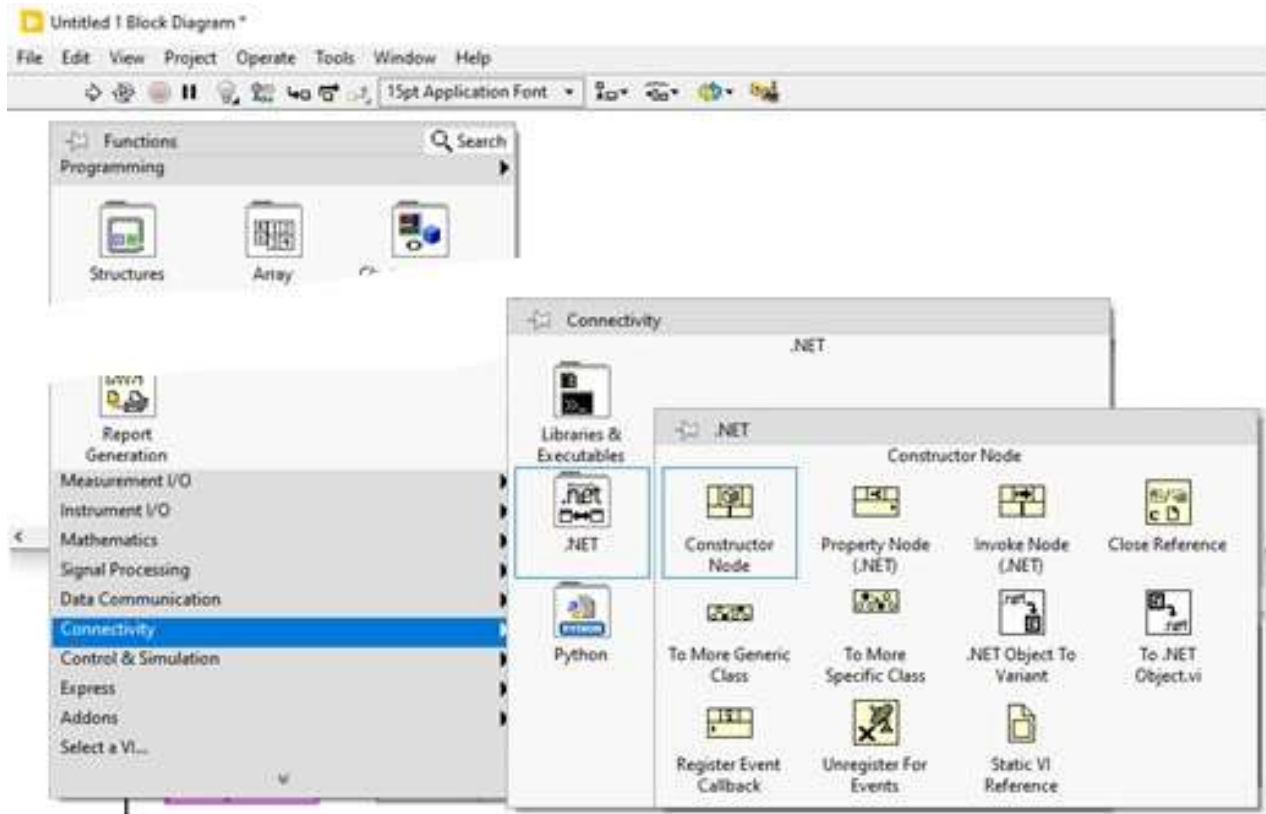 Untitled 1 Block Diagram *
File Edit View Project Operate Tools Window Help
15pt Application Font
Functions
Search
Programming
Structures
Array
Report
Generation
Measurement I/O
Instrument I/O
Mathematics
Signal Processing
Data Communication
Connectivity
Control & Simulation
Express
Addons
Select a VI...
Connectivity
.NET
Libraries &
Executables
.net
.NET
PYTHON
Python
.NET
Constructor Node
Constructor
Node
Property Node
(.NET)
Invoke Node
(.NET)
Close Reference
To More Generic
Class
To More
Specific Class
.NET Object To
Variant
To .NET
Object.vi
Register Event
Callback
Unregister For
Events
Static VI
Reference